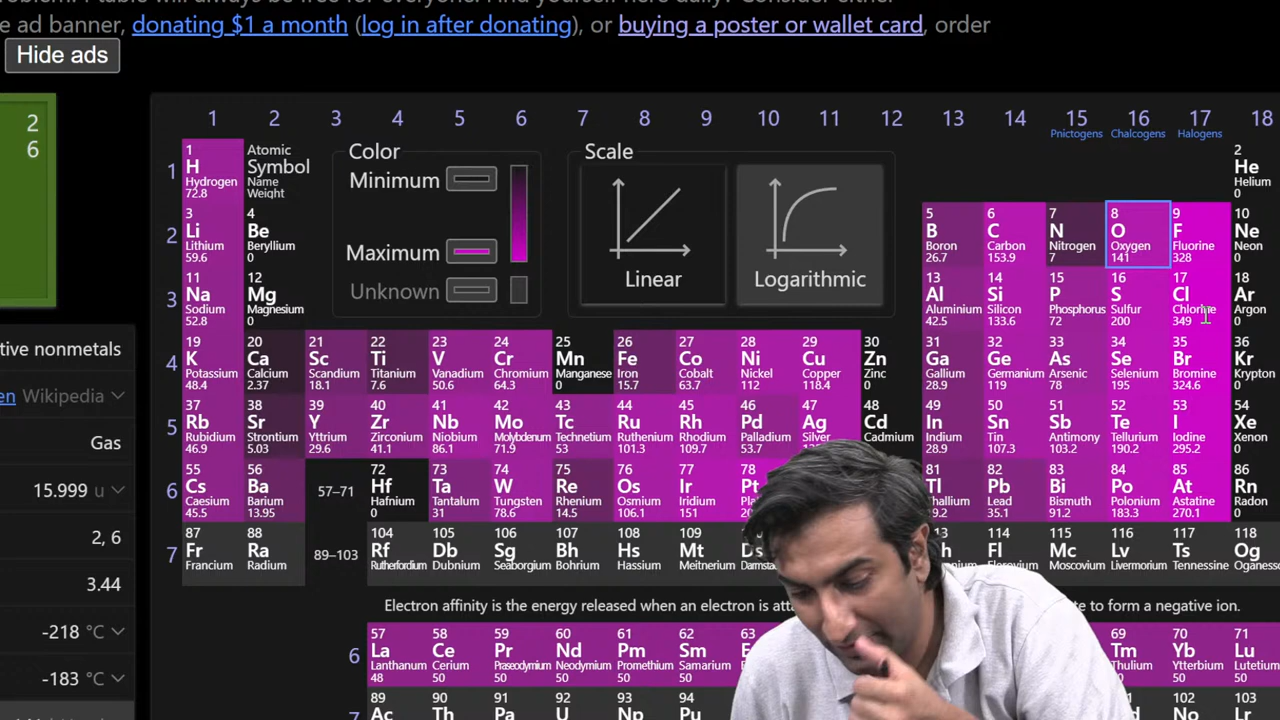 e ad banner, donating $1 a month (log in after donating), or buying a poster or wallet card, order
Hide ads
2
6
1 2 3 4 5 6 7 8 9 10 11 12 13 14 15 16 17 18
Pnictogens Chalcogens Halogens
Atomic
Symbol
Name
Weight
Color
Minimum
Maximum
Unknown
Scale
Linear
Logarithmic
1
1 2
H He
Hydrogen Helium
72.8 0
2
3 4 5 6 7 8 9 10
Li Be B C N O F Ne
Lithium Beryllium Boron Carbon Nitrogen Oxygen Fluorine Neon
59.6 0 26.7 153.9 7 141 328 0
3
11 12 13 14 15 16 17 18
Na Mg Al Si P S Cl Ar
Sodium Magnesium Aluminium Silicon Phosphorus Sulfur Chlorine Argon
52.8 0 42.5 133.6 72 200 349 0
4
19 20 21 22 23 24 25 26 27 28 29 30 31 32 33 34 35 36
K Ca Sc Ti V Cr Mn Fe Co Ni Cu Zn Ga Ge As Se Br Kr
Potassium Calcium Scandium Titanium Vanadium Chromium Manganese Iron Cobalt Nickel Copper Zinc Gallium Germanium Arsenic Selenium Bromine Krypton
48.4 2.37 18.1 7.6 50.6 64.3 0 15.7 63.7 112 118.4 0 28.9 119 78 195 324.6 0
5
37 38 39 40 41 42 43 44 45 46 47 48 49 50 51 52 53 54
Rb Sr Y Zr Nb Mo Tc Ru Rh Pd Ag Cd In Sn Sb Te I Xe
Rubidium Strontium Yttrium Zirconium Niobium Molybdenum Technetium Ruthenium Rhodium Palladium Silver Cadmium Indium Tin Antimony Tellurium Iodine Xenon
46.9 5.03 29.6 41.1 86.1 71.9 53 101.3 109.7 53.7 28.9 107.3 103.2 190.2 295.2 0
6
55 56 57–71 72 73 74 75 76 77 78 81 82 83 84 85 86
Cs Ba Hf Ta W Re Os Ir Pt Tl Pb Bi Po At Rn
Caesium Barium Hafnium Tantalum Tungsten Rhenium Osmium Iridium Lead Bismuth Polonium Astatine Radon
45.5 13.95 0 31 78.6 14.5 106.1 151 35.1 91.2 183.3 270.1 0
7
87 88 89–103 104 105 106 107 108 109 114 115 116 117 118
Fr Ra Rf Db Sg Bh Hs Mt Fl Mc Lv Ts Og
Francium Radium Rutherfordium Dubnium Seaborgium Bohrium Hassium Meitnerium Moscovium Livermorium Tennessine
Electron affinity is the energy released when an electron is to form a negative ion.
6
57 58 59 60 61 62 63 69 70 71
La Ce Pr Nd Pm Sm Tm Yb Lu
Lanthanum Cerium Praseodymium Neodymium Promethium Samarium Thulium Ytterbium Lutetium
48 50 50 50 50 50 50 50
7
89 90 91 92 93 94 95 101 102 103
Ac Th Pa U Np Pu No Lr
tive nonmetals
en Wikipedia
Gas
15.999 u
2, 6
3.44
-218 °C
-183 °C